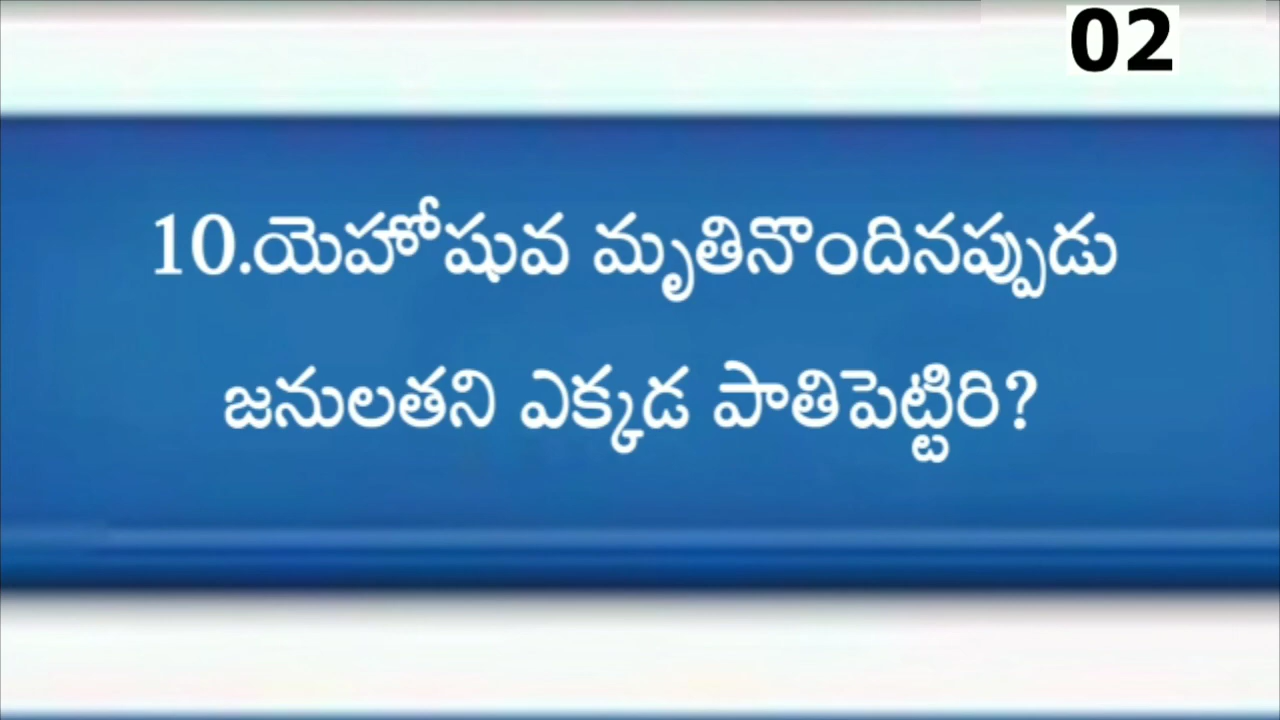 02
10.యెహోషువ మృతినొందినప్పుడు
జనులతని ఎక్కడ పాతిపెట్టిరి?